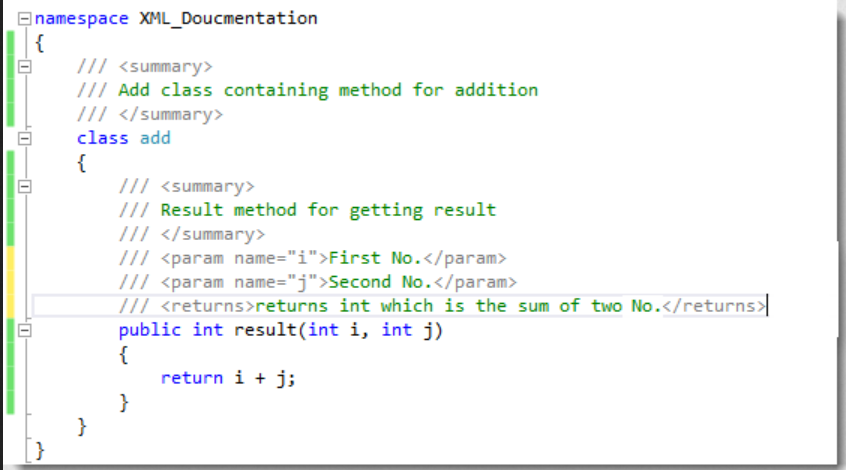 namespace XML_Doucmentation
{
/// <summary>
/// Add class containing method for addition
/// </summary>
class add
{
/// <summary>
/// Result method for getting result
/// </summary>
/// <param name="i">First No.</param>
/// <param name="j">Second No.</param>
/// <returns>returns int which is the sum of two No.</returns>
public int result(int i, int j)
{
return i + j;
}
}
}